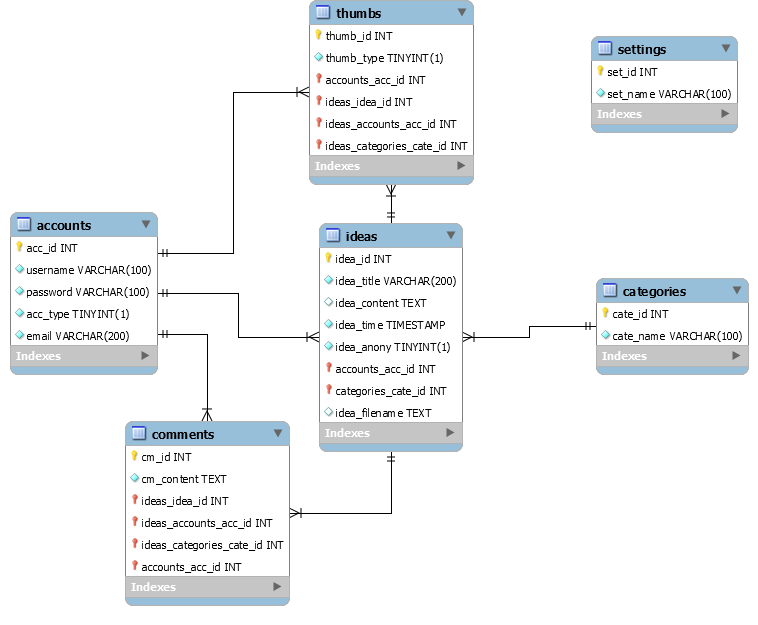 thumbs
thumb_id INT
thumb_type TINYINT(1)
accounts_acc_id INT
ideas_idea_id INT
ideas_accounts_acc_id INT
ideas_categories_cate_id INT
Indexes
settings
set_id INT
set_name VARCHAR(100)
Indexes
accounts
acc_id INT
username VARCHAR(100)
password VARCHAR(100)
acc_type TINYINT(1)
email VARCHAR(200)
Indexes
ideas
idea_id INT
idea_title VARCHAR(200)
idea_content TEXT
idea_time TIMESTAMP
idea_anony TINYINT(1)
accounts_acc_id INT
categories_cate_id INT
idea_filename TEXT
Indexes
categories
cate_id INT
cate_name VARCHAR(100)
Indexes
comments
cm_id INT
cm_content TEXT
ideas_idea_id INT
ideas_accounts_acc_id INT
ideas_categories_cate_id INT
accounts_acc_id INT
Indexes